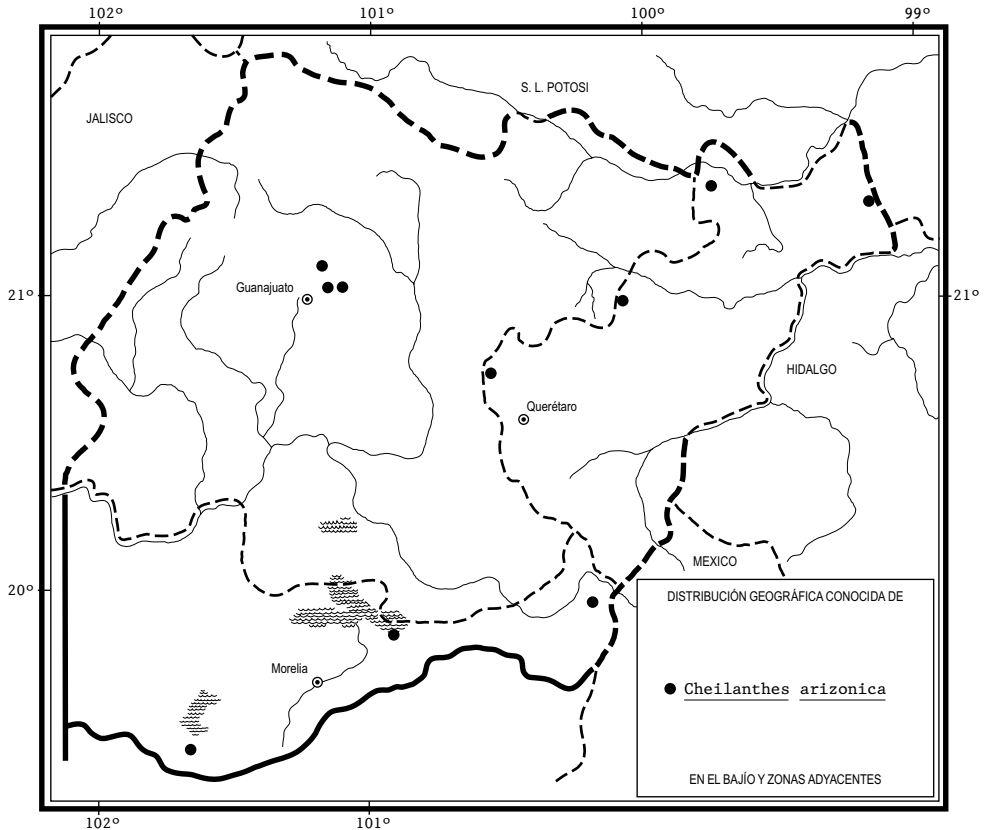 102º 101º 100º 99º
S. L. POTOSI
JALISCO
Guanajuato
21º 21º
HIDALGO
Querétaro
MEXICO
20º
DISTRIBUCIÓN GEOGRÁFICA CONOCIDA DE
Morelia
Cheilanthes arizonica
EN EL BAJÍO Y ZONAS ADYACENTES
102º 101º